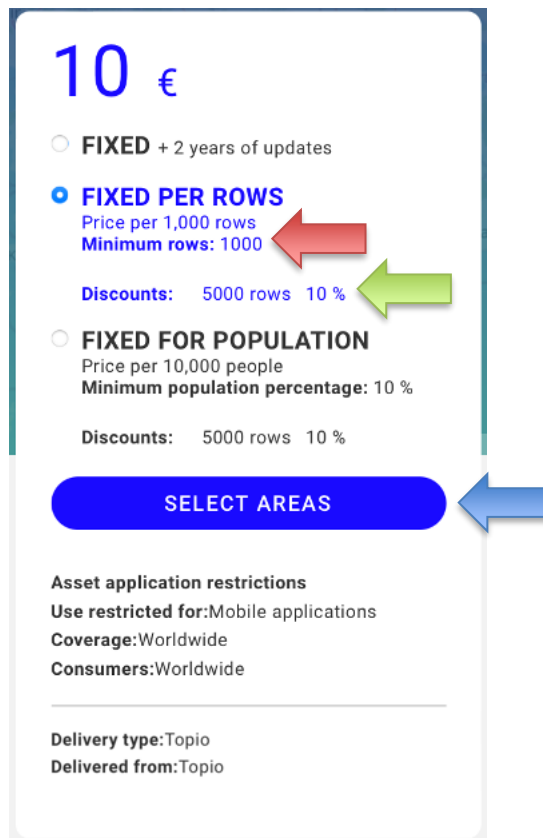 10 €
FIXED + 2 years of updates
FIXED PER ROWS
Price per 1,000 rows
Minimum rows: 1000
Discounts: 5000 rows 10 %
FIXED FOR POPULATION
Price per 10,000 people
Minimum population percentage: 10 %
Discounts: 5000 rows 10 %
SELECT AREAS
Asset application restrictions
Use restricted for:Mobile applications
Coverage:Worldwide
Consumers:Worldwide
Delivery type:Topio
Delivered from:Topio